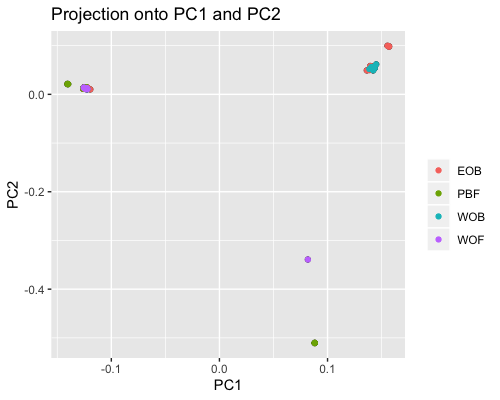 Projection onto PC1 and PC2
0.0
-0.2
-0.4
PC2
-0.1
0.0
0.1
PC1
EOB
PBF
WOB
WOF